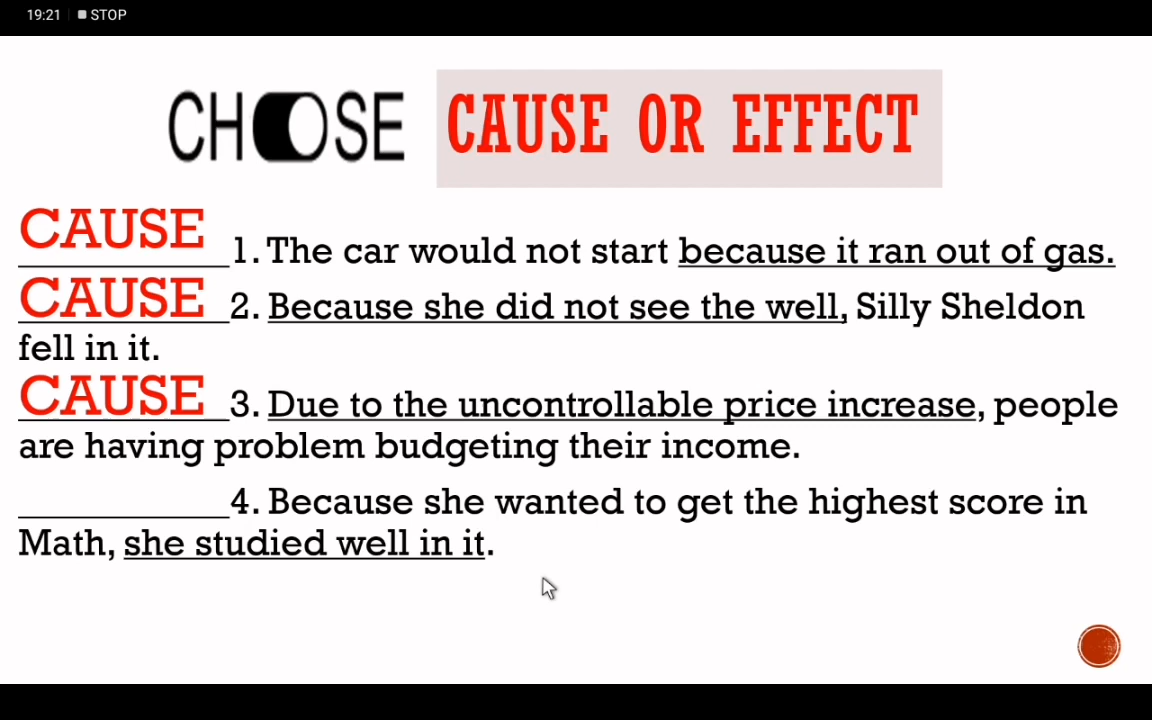 19:21 STOP
CHOOSE CAUSE OR EFFECT
CAUSE 1. The car would not start because it ran out of gas.
CAUSE 2. Because she did not see the well, Silly Sheldon
fell in it.
CAUSE 3. Due to the uncontrollable price increase, people
are having problem budgeting their income.
__________ 4. Because she wanted to get the highest score in
Math, she studied well in it.